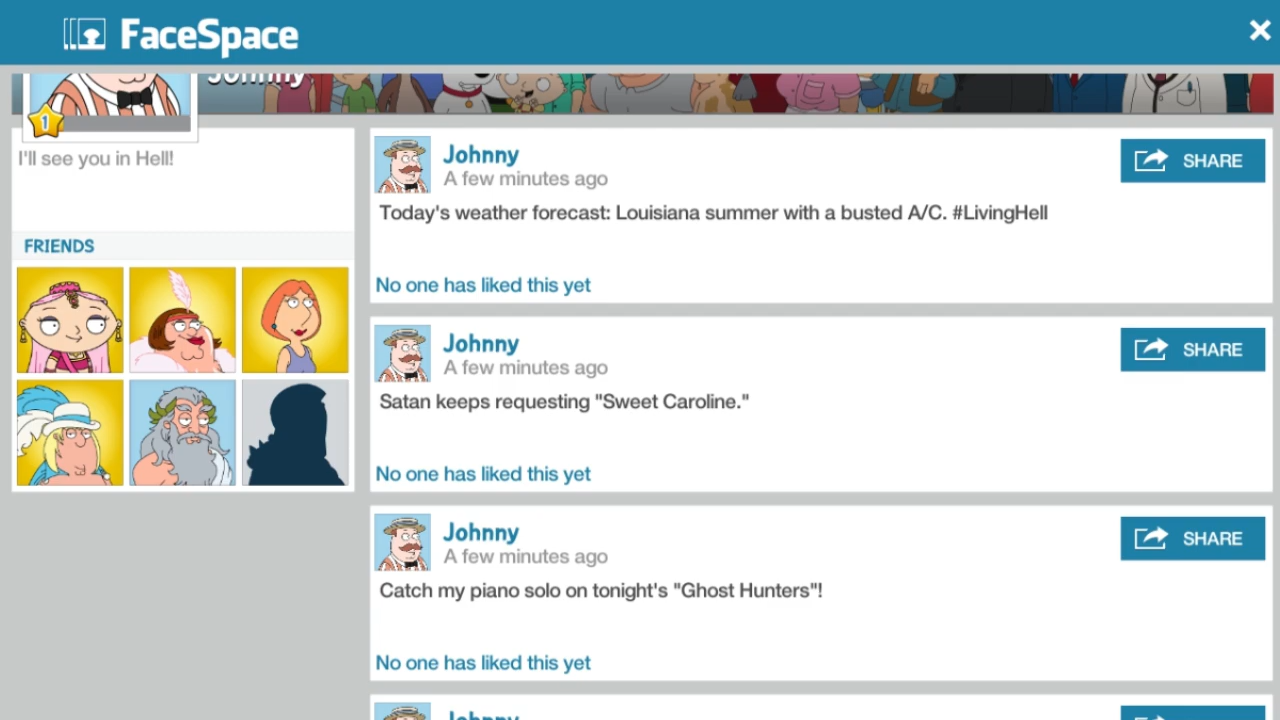 FaceSpace
Johnny
1
I'll see you in Hell!
FRIENDS
Johnny
A few minutes ago
SHARE
Today's weather forecast: Louisiana summer with a busted A/C. #LivingHell
No one has liked this yet
Johnny
A few minutes ago
SHARE
Satan keeps requesting "Sweet Caroline."
No one has liked this yet
Johnny
A few minutes ago
SHARE
Catch my piano solo on tonight's "Ghost Hunters"!
No one has liked this yet
Johnny